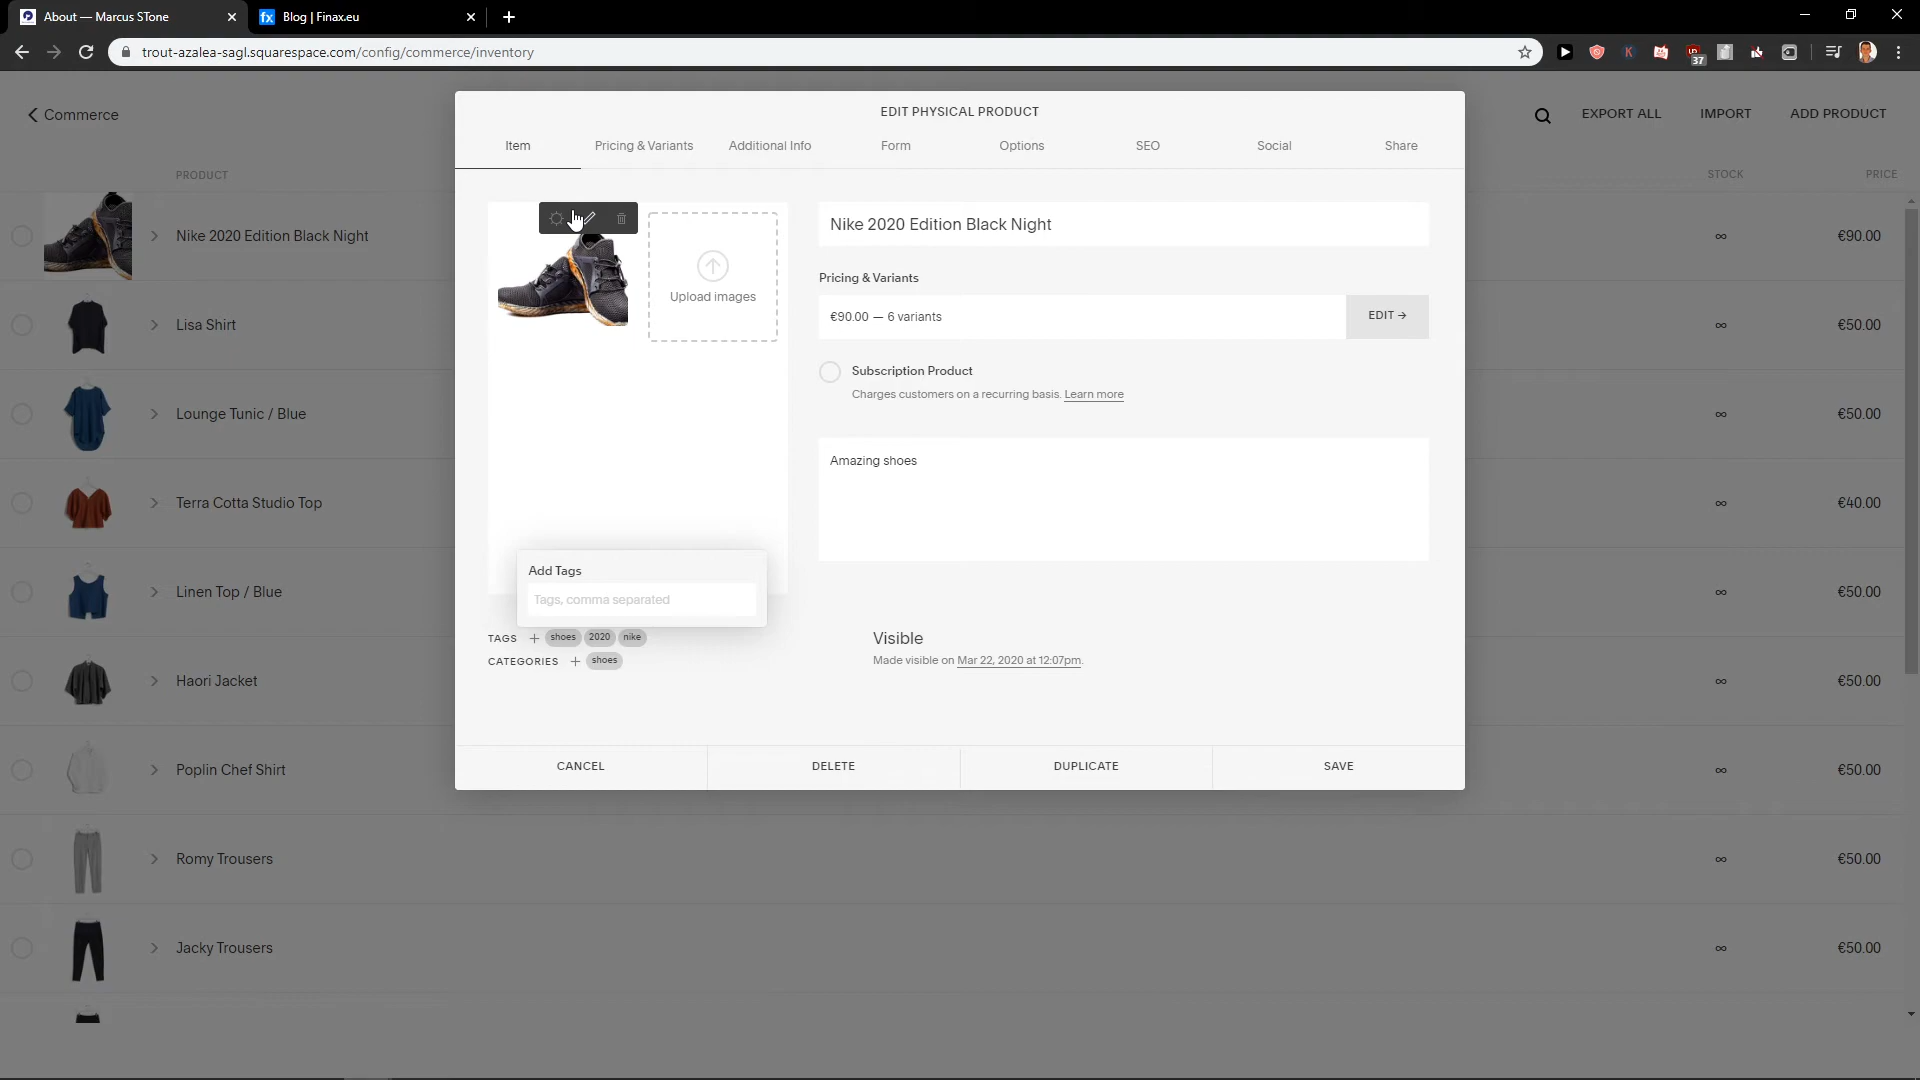 About — Marcus STone
Blog | Finax.eu
trout-azalea-sagl.squarespace.com/config/commerce/inventory
37
Commerce
EXPORT ALL
IMPORT
ADD PRODUCT
PRODUCT
STOCK
PRICE
Nike 2020 Edition Black Night
∞
€90.00
Lisa Shirt
∞
€50.00
Lounge Tunic / Blue
∞
€50.00
Terra Cotta Studio Top
∞
€40.00
Linen Top / Blue
∞
€50.00
Haori Jacket
∞
€50.00
Poplin Chef Shirt
∞
€50.00
Romy Trousers
∞
€50.00
Jacky Trousers
∞
€50.00
EDIT PHYSICAL PRODUCT
Item
Pricing & Variants
Additional Info
Form
Options
SEO
Social
Share
Upload images
Nike 2020 Edition Black Night
Pricing & Variants
€90.00 — 6 variants
EDIT →
Subscription Product
Charges customers on a recurring basis. Learn more
Amazing shoes
Add Tags
Tags, comma separated
TAGS + shoes 2020 nike
CATEGORIES + shoes
Visible
Made visible on Mar 22, 2020 at 12:07pm.
CANCEL
DELETE
DUPLICATE
SAVE